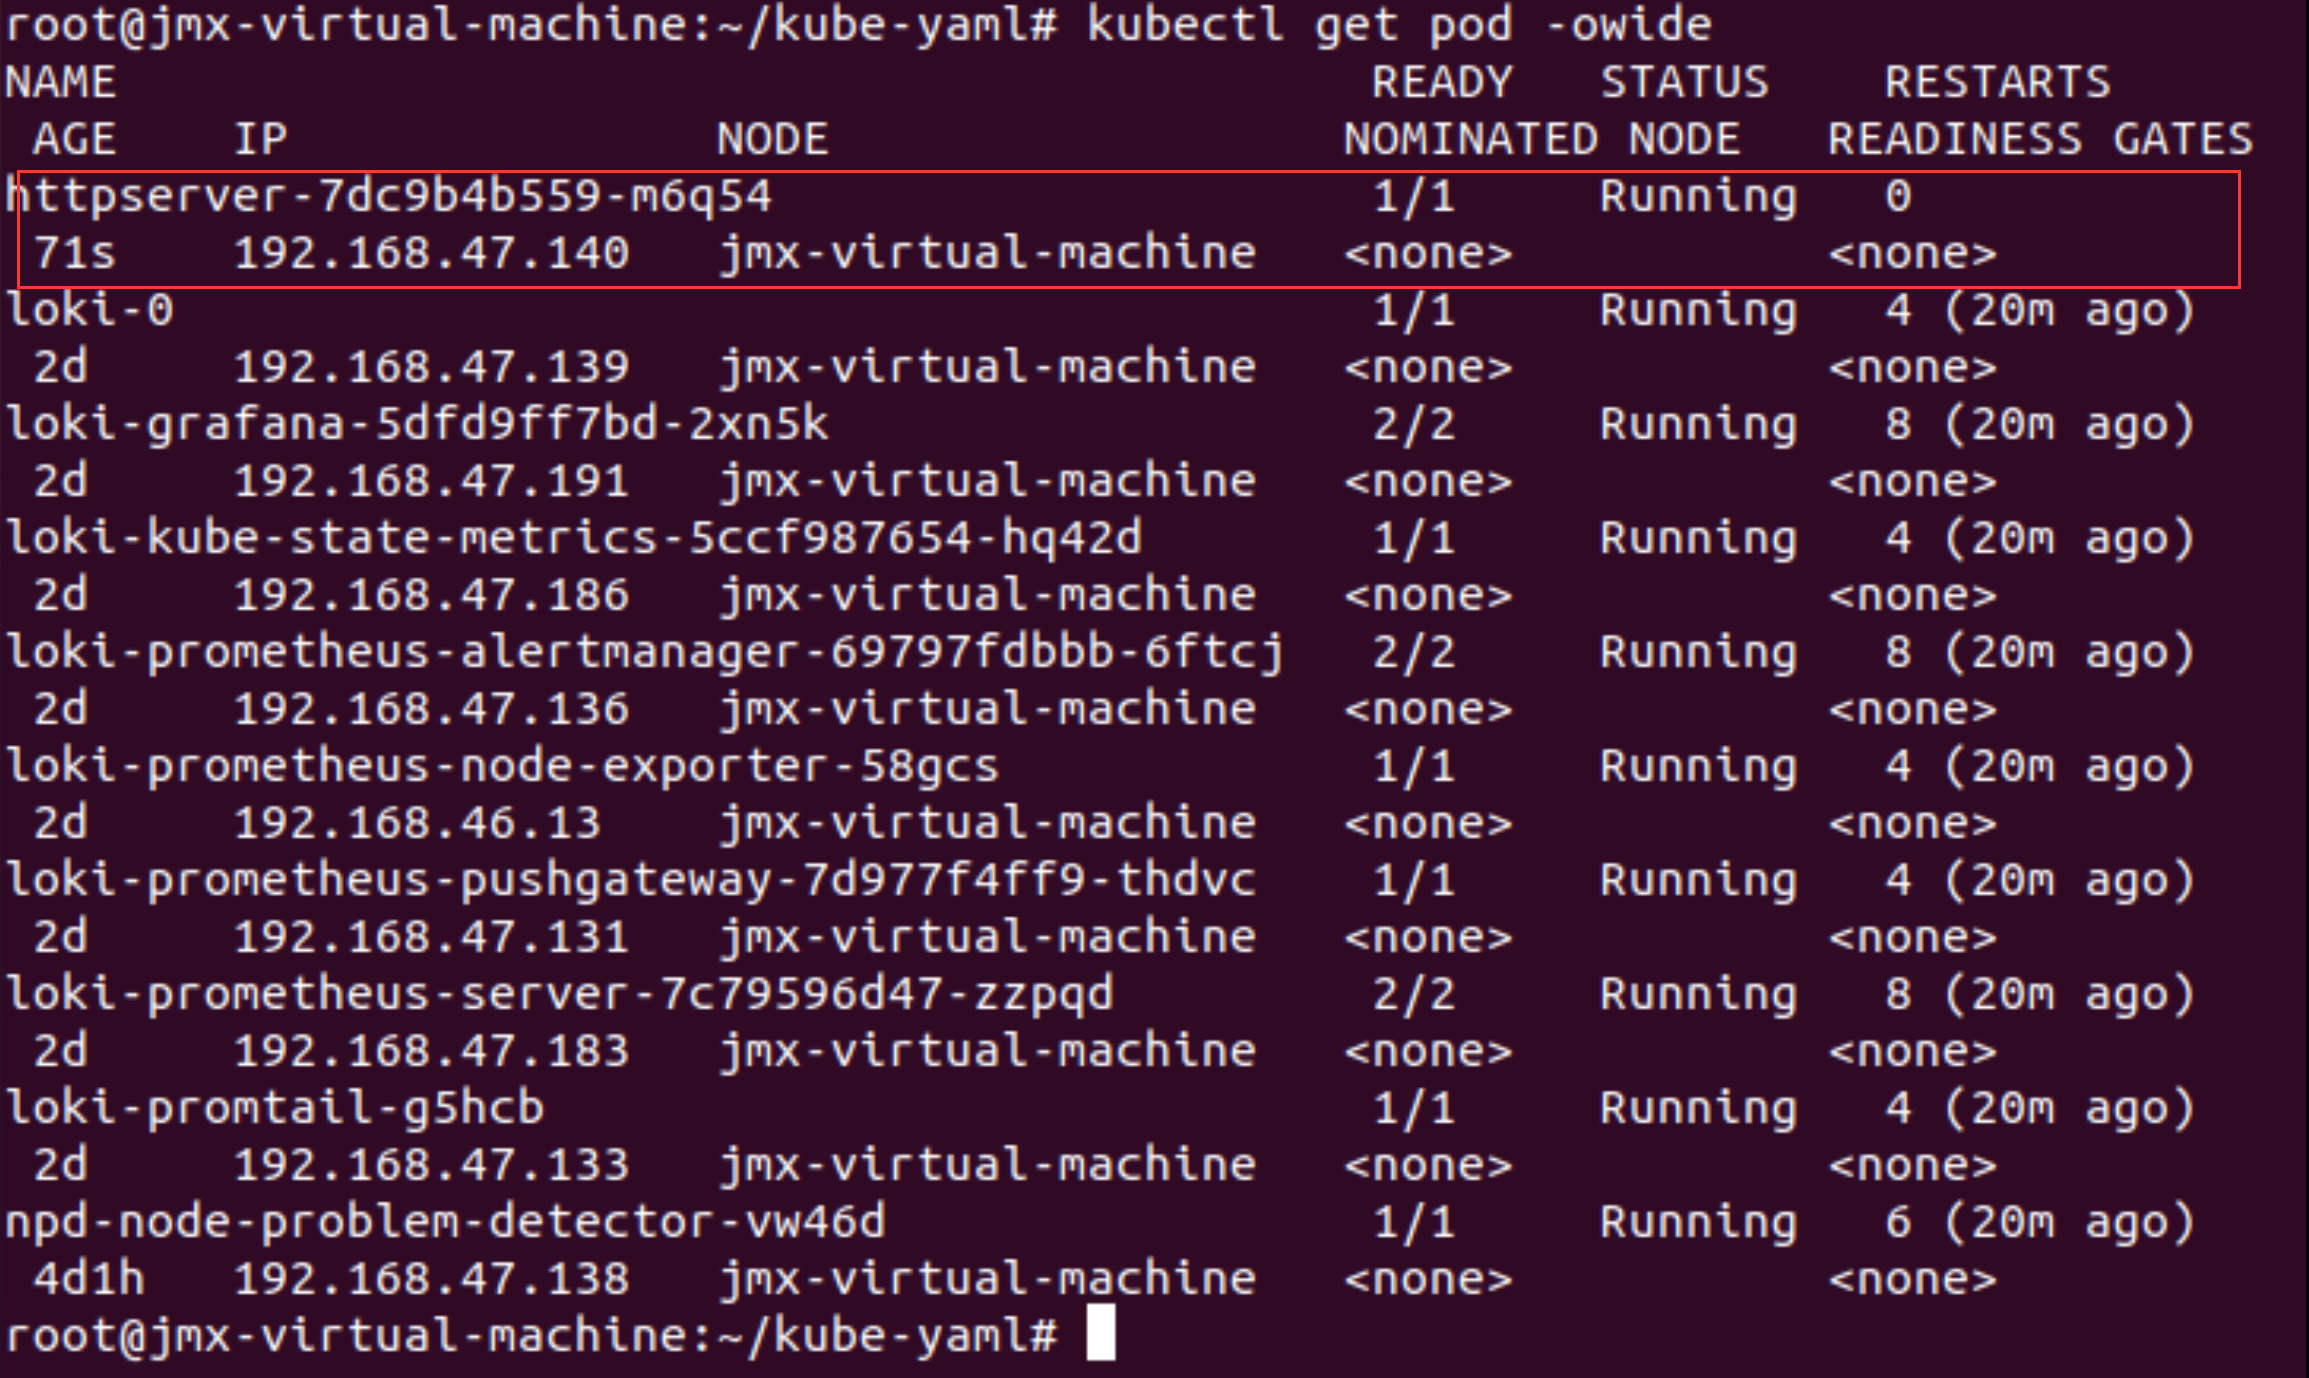 root@jmx-virtual-machine:~/kube-yaml# kubectl get pod -owide
NAME                                            READY   STATUS    RESTARTS
 AGE    IP               NODE                  NOMINATED NODE   READINESS GATES
httpserver-7dc9b4b559-m6q54                     1/1     Running   0
 71s    192.168.47.140   jmx-virtual-machine   <none>           <none>
loki-0                                          1/1     Running   4 (20m ago)
 2d     192.168.47.139   jmx-virtual-machine   <none>           <none>
loki-grafana-5dfd9ff7bd-2xn5k                   2/2     Running   8 (20m ago)
 2d     192.168.47.191   jmx-virtual-machine   <none>           <none>
loki-kube-state-metrics-5ccf987654-hq42d        1/1     Running   4 (20m ago)
 2d     192.168.47.186   jmx-virtual-machine   <none>           <none>
loki-prometheus-alertmanager-69797fdbbb-6ftcj   2/2     Running   8 (20m ago)
 2d     192.168.47.136   jmx-virtual-machine   <none>           <none>
loki-prometheus-node-exporter-58gcs             1/1     Running   4 (20m ago)
 2d     192.168.46.13    jmx-virtual-machine   <none>           <none>
loki-prometheus-pushgateway-7d977f4ff9-thdvc    1/1     Running   4 (20m ago)
 2d     192.168.47.131   jmx-virtual-machine   <none>           <none>
loki-prometheus-server-7c79596d47-zzpqd         2/2     Running   8 (20m ago)
 2d     192.168.47.183   jmx-virtual-machine   <none>           <none>
loki-promtail-g5hcb                             1/1     Running   4 (20m ago)
 2d     192.168.47.133   jmx-virtual-machine   <none>           <none>
npd-node-problem-detector-vw46d                 1/1     Running   6 (20m ago)
 4d1h   192.168.47.138   jmx-virtual-machine   <none>           <none>
root@jmx-virtual-machine:~/kube-yaml#